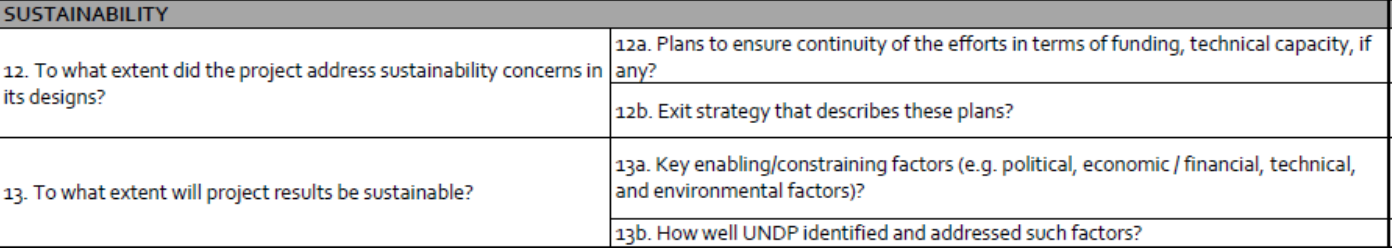 SUSTAINABILITY
12. To what extent did the project address sustainability concerns in
its designs?
12a. Plans to ensure continuity of the efforts in terms of funding, technical capacity, if
any?
12b. Exit strategy that describes these plans?
13. To what extent will project results be sustainable?
13a. Key enabling/constraining factors (e.g. political, economic / financial, technical,
and environmental factors)?
13b. How well UNDP identified and addressed such factors?